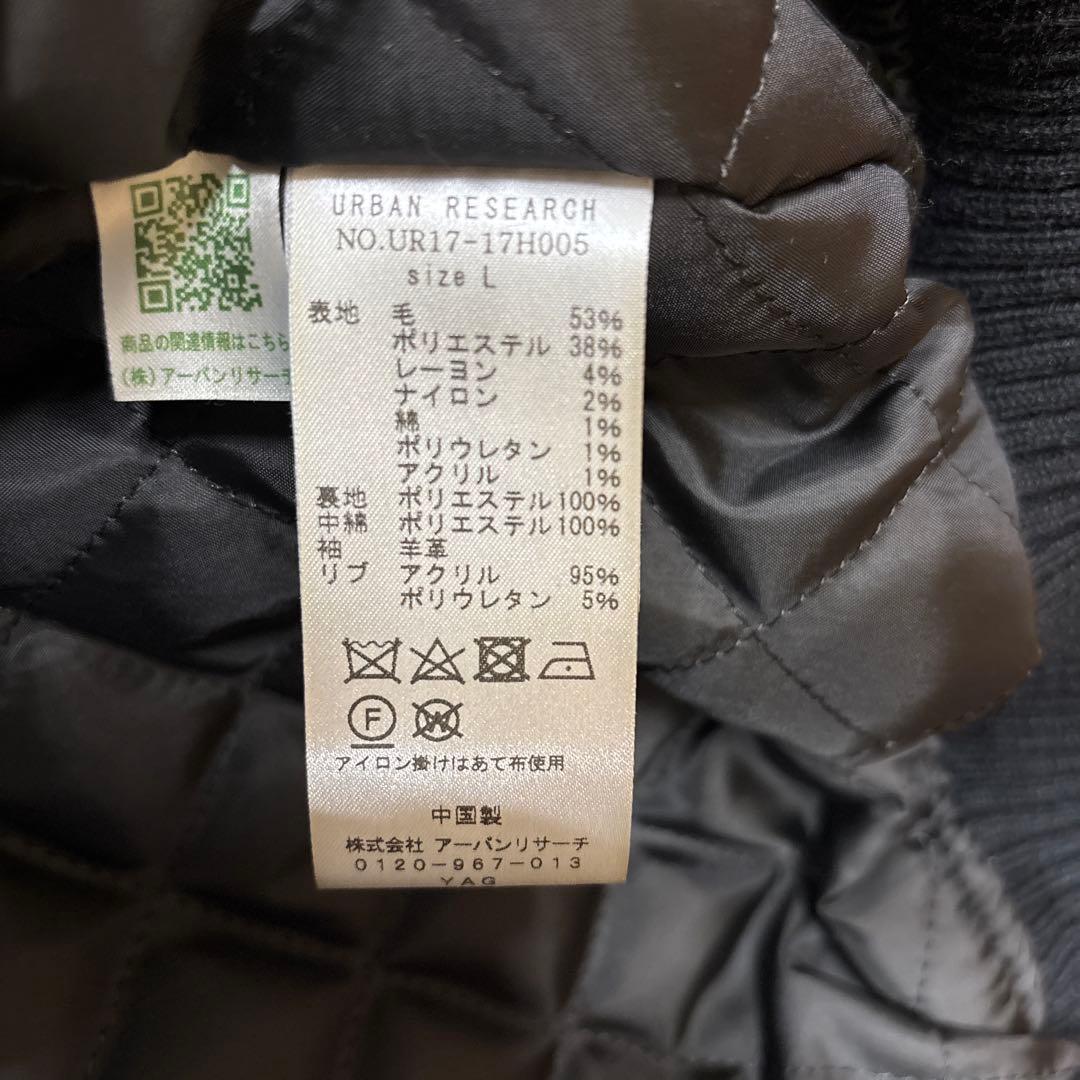 商品の関連情報はこちら
(株)アーバンリサーチ
URBAN RESEARCH
NO.UR17-17H005
size L
表地 毛 53%
ポリエステル 38%
レーヨン 4%
ナイロン 2%
綿 1%
ポリウレタン 1%
アクリル 1%
裏地 ポリエステル 100%
中綿 ポリエステル 100%
袖 羊革
リブ アクリル 95%
ポリウレタン 5%
F W
アイロン掛けはあて布使用
中国製
株式会社 アーバンリサーチ
0120-967-013
YAG